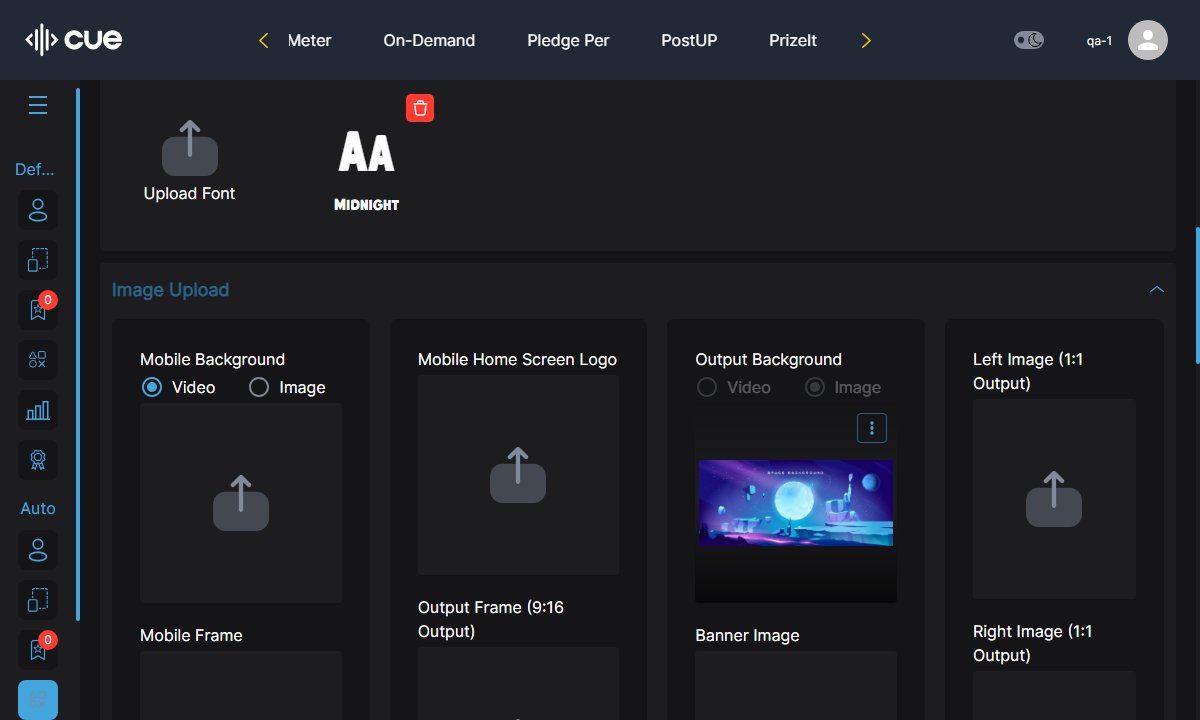 cue
Meter
On-Demand
Pledge Per
PostUP
PrizeIt
qa-1
Def...
0
Auto
0
Upload Font
AA
MIDNIGHT
Image Upload
Mobile Background
Video
Image
Mobile Frame
Mobile Home Screen Logo
Output Frame (9:16
Output)
Output Background
Video
Image
STAGE BACKGROUND
Banner Image
Left Image (1:1
Output)
Right Image (1:1
Output)